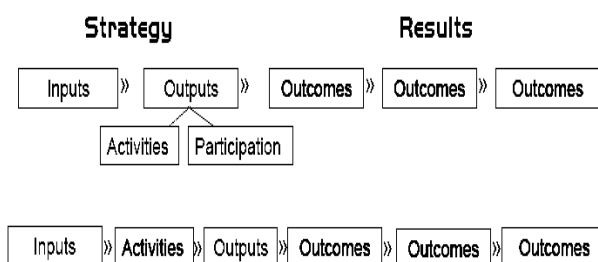 Strategy Results
Inputs » Outputs » Outcomes » Outcomes » Outcomes
Activities Participation
Inputs » Activities » Outputs » Outcomes » Outcomes » Outcomes